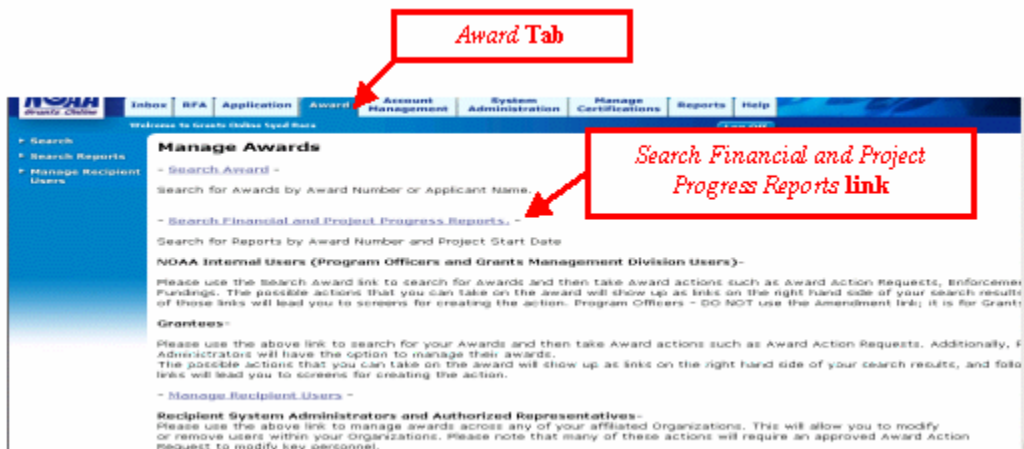 Award Tab
NOAA
Grants Online
Inbox RFA Application Award Account Management System Administration Manage Certifications Reports Help
Welcome to Grants Online Syed
Log Off
Search
Search Reports
Manage Recipient
Users
Manage Awards
- Search Award -
Search for Awards by Award Number or Applicant Name.
Search Financial and Project
Progress Reports link
- Search Financial and Project Progress Reports. -
Search for Reports by Award Number and Project Start Date
NOAA Internal Users (Program Officers and Grants Management Division Users)-
Please use the Search Award link to search for Awards and then take Award actions such as Award Action Requests, Enforcemen
Fundings. The possible actions that you can take on the award will show up as links on the right hand side of your search results
of those links will lead you to screens for creating the action. Program Officers - DO NOT use the Amendment link; it is for Grants
Grantees-
Please use the above link to search for your Awards and then take Award actions such as Award Action Requests. Additionally,
Administrators will have the option to manage their awards.
The possible actions that you can take on the award will show up as links on the right hand side of your search results, and follo
links will lead you to screens for creating the action.
- Manage Recipient Users -
Recipient System Administrators and Authorized Representatives-
Please use the above link to manage awards across any of your affiliated Organizations. This will allow you to modify
or remove users within your Organizations. Please note that many of these actions will require an approved Award Action
Request to modify key personnel.